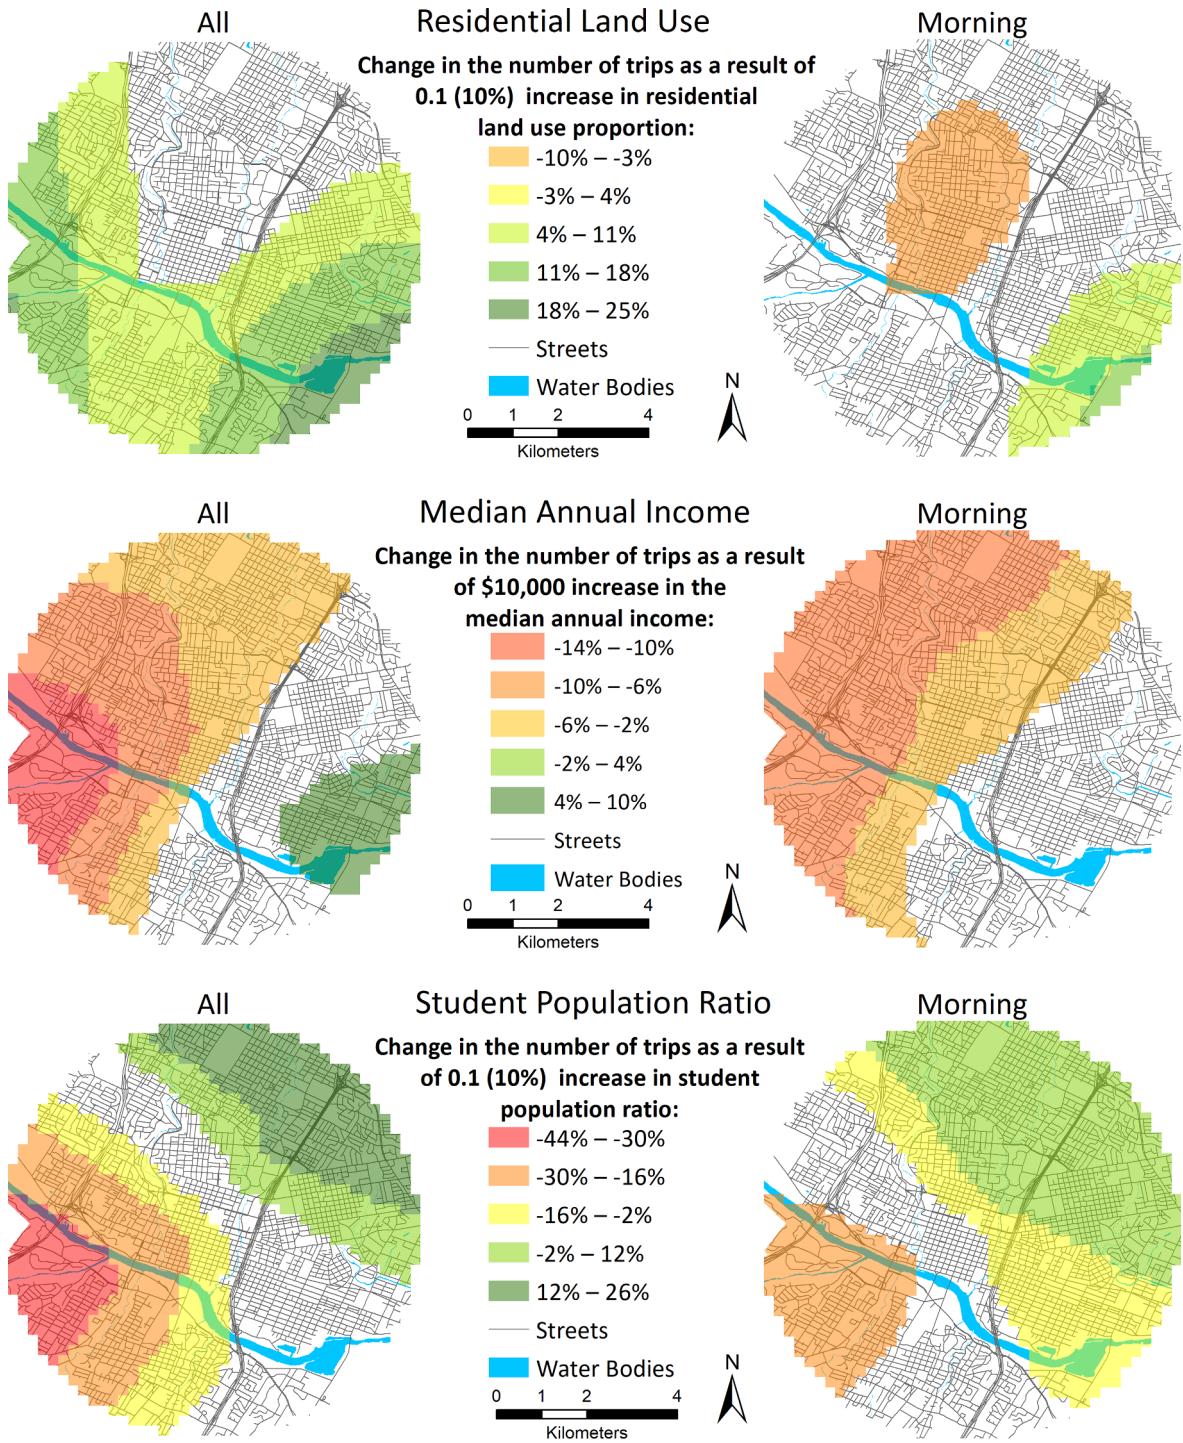 All
Residential Land Use
Morning
Change in the number of trips as a result of
0.1 (10%) increase in residential
land use proportion:
-10% – -3%
-3% – 4%
4% – 11%
11% – 18%
18% – 25%
Streets
Water Bodies
N
0 1 2 4
Kilometers
All
Median Annual Income
Morning
Change in the number of trips as a result
of $10,000 increase in the
median annual income:
-14% – -10%
-10% – -6%
-6% – -2%
-2% – 4%
4% – 10%
Streets
Water Bodies
N
0 1 2 4
Kilometers
All
Student Population Ratio
Morning
Change in the number of trips as a result
of 0.1 (10%) increase in student
population ratio:
-44% – -30%
-30% – -16%
-16% – -2%
-2% – 12%
12% – 26%
Streets
Water Bodies
N
0 1 2 4
Kilometers